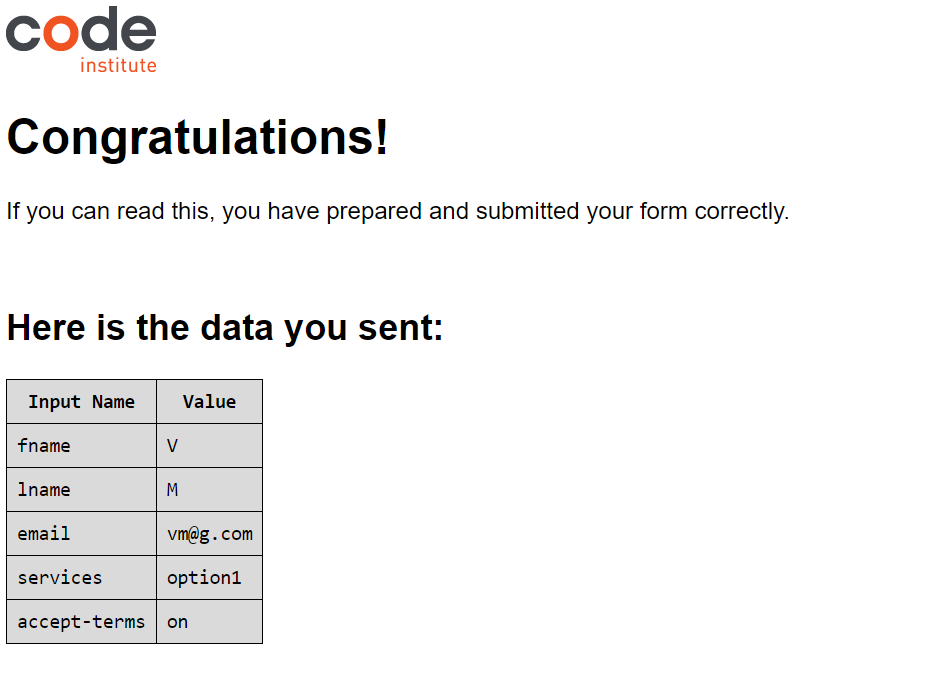 code
institute
Congratulations!
If you can read this, you have prepared and submitted your form correctly.
Here is the data you sent:
Input Name Value
fname V
lname M
email vm@g.com
services option1
accept-terms on